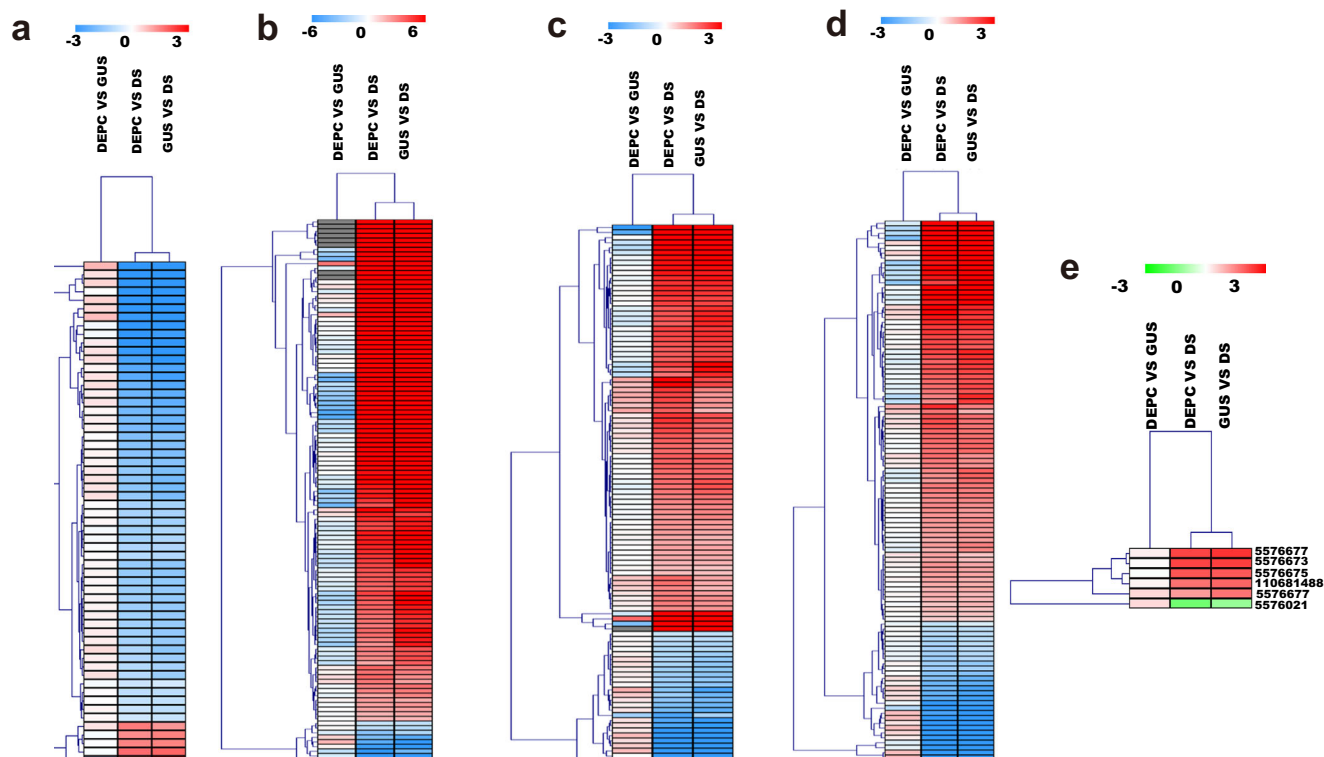 a
-3 0 3
DEPC VS GUS
DEPC VS DS
GUS VS DS
b
-6 0 6
DEPC VS GUS
DEPC VS DS
GUS VS DS
c
-3 0 3
DEPC VS GUS
DEPC VS DS
GUS VS DS
d
-3 0 3
DEPC VS GUS
DEPC VS DS
GUS VS DS
e
-3 0 3
DEPC VS GUS
DEPC VS DS
GUS VS DS
5576677
5576673
5576675
110681488
5576677
5576021